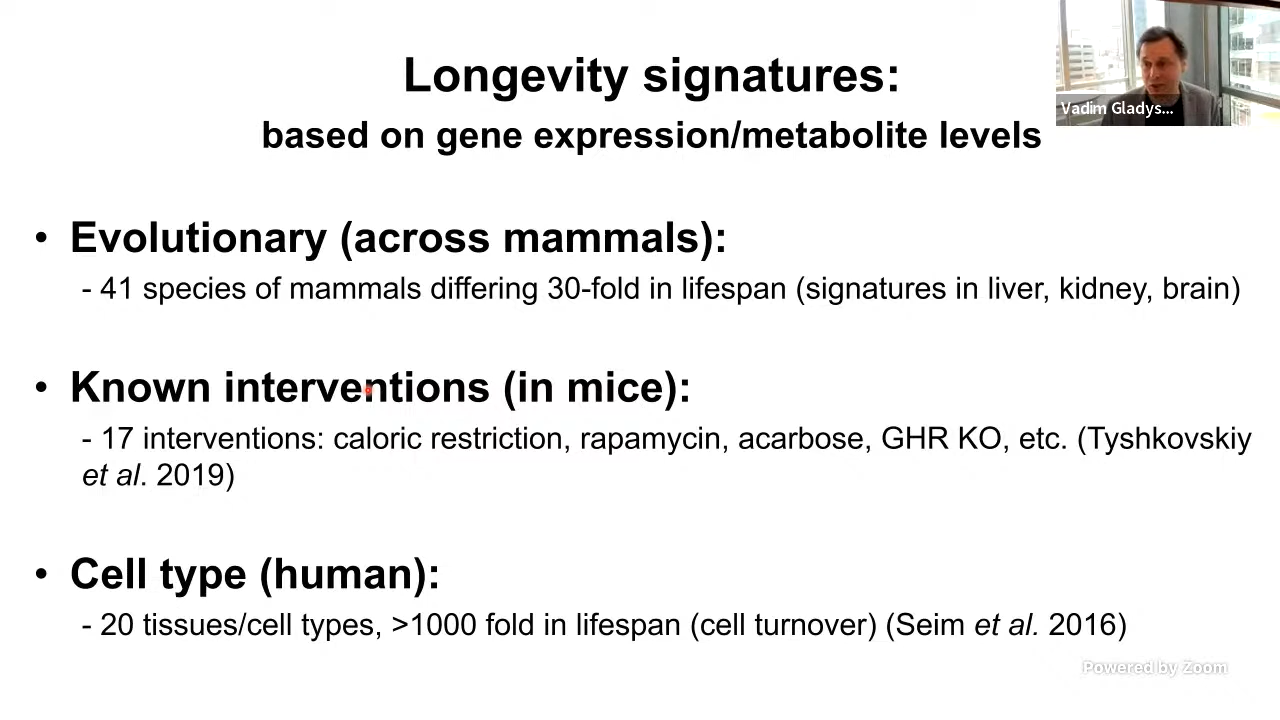 Longevity signatures:
based on gene expression/metabolite levels
Vadim Gladys...
• Evolutionary (across mammals):
- 41 species of mammals differing 30-fold in lifespan (signatures in liver, kidney, brain)
• Known interventions (in mice):
- 17 interventions: caloric restriction, rapamycin, acarbose, GHR KO, etc. (Tyshkovskiy
et al. 2019)
• Cell type (human):
- 20 tissues/cell types, >1000 fold in lifespan (cell turnover) (Seim et al. 2016)
Powered by Zoom